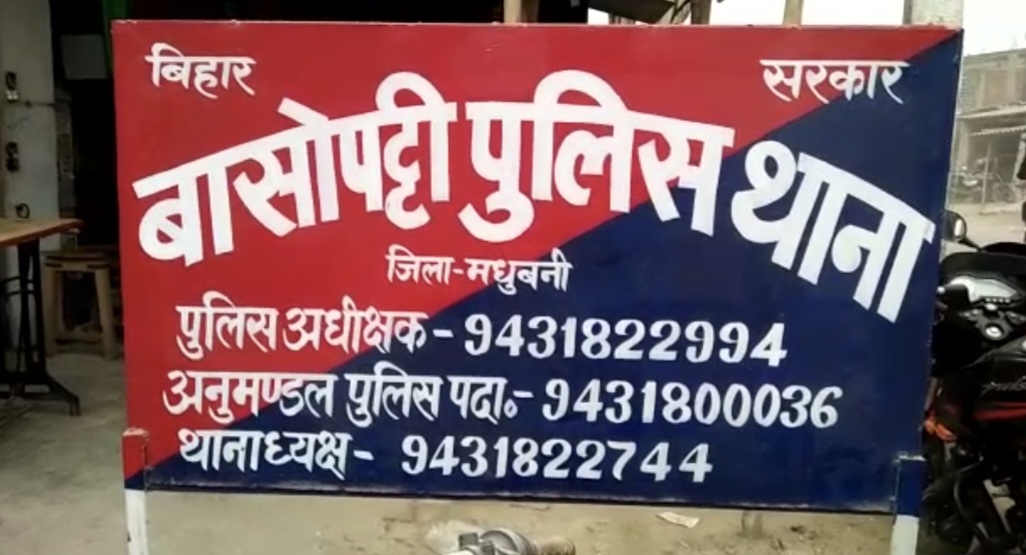 बिहार सरकार
बासोपट्टी पुलिस थाना
जिला-मधुबनी
पुलिस अधीक्षक - 9431822994
अनुमण्डल पुलिस पदा०- 9431800036
थानाध्यक्ष - 9431822744